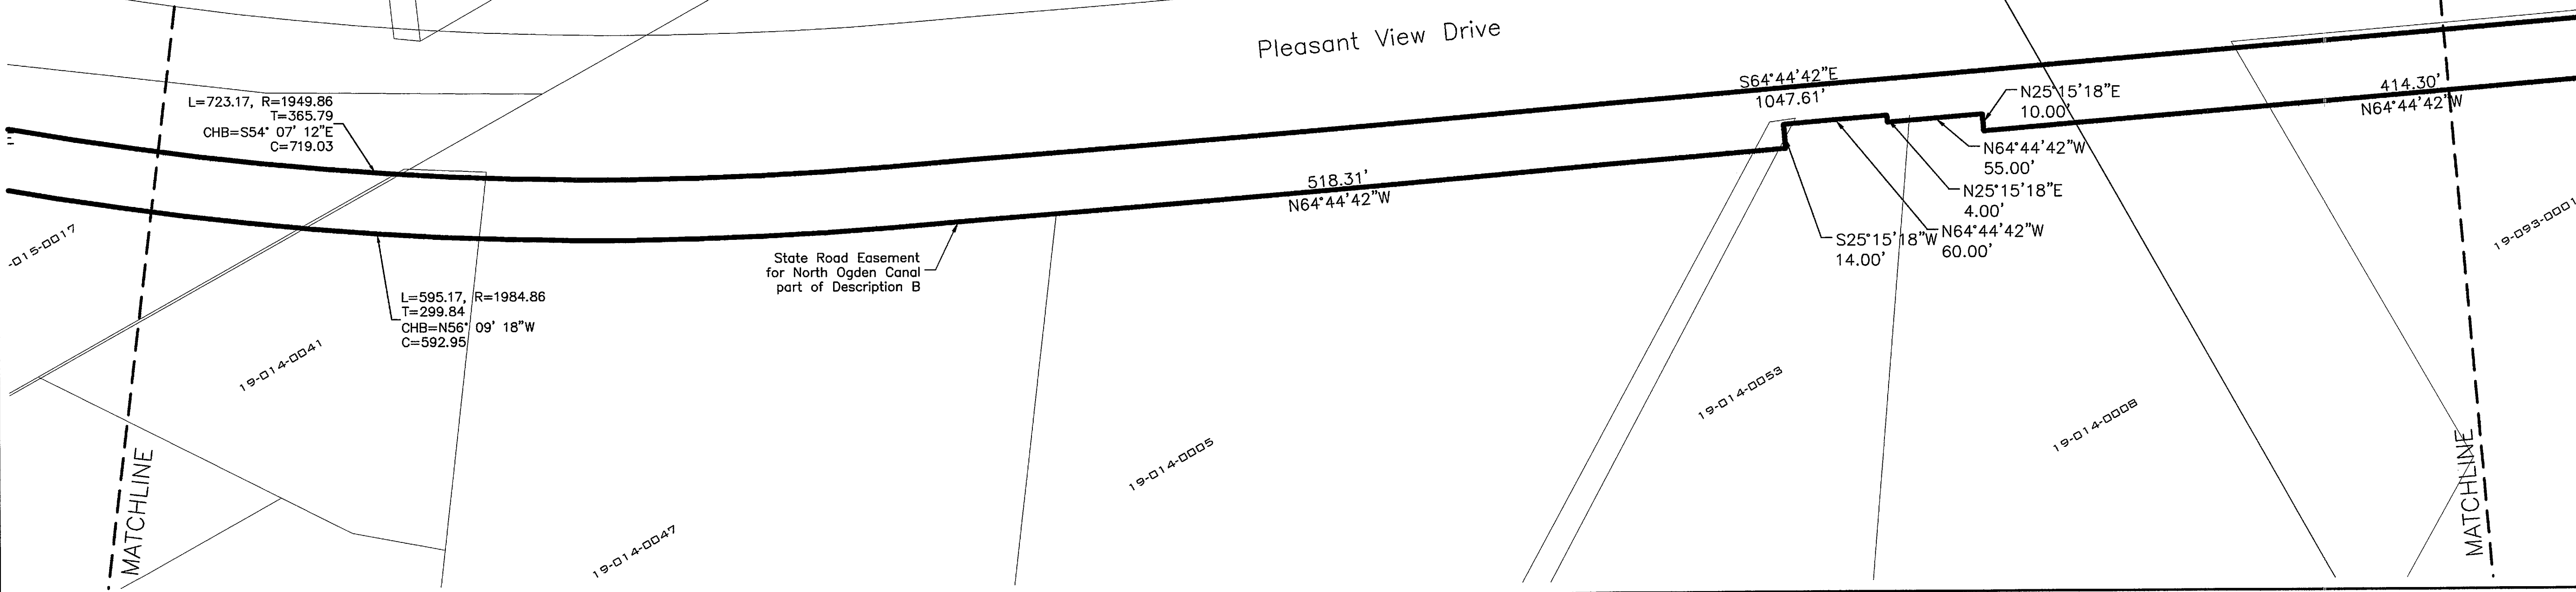 Pleasant View Drive
L=723.17, R=1949.86
T=365.79
CHB=S54° 07' 12"E
C=719.03
S64°44'42"E
1047.61'
N25°15'18"E
10.00'
414.30'
N64°44'42"W
N64°44'42"W
55.00'
N25°15'18"E
4.00'
518.31'
N64°44'42"W
S25°15'18"W
14.00'
N64°44'42"W
60.00'
State Road Easement
for North Ogden Canal
part of Description B
L=595.17, R=1984.86
T=299.84
CHB=N56° 09' 18"W
C=592.95
-015-0017
19-014-0041
19-014-0047
19-014-0005
19-014-0053
19-014-0008
19-093-0001
MATCHLINE
MATCHLINE